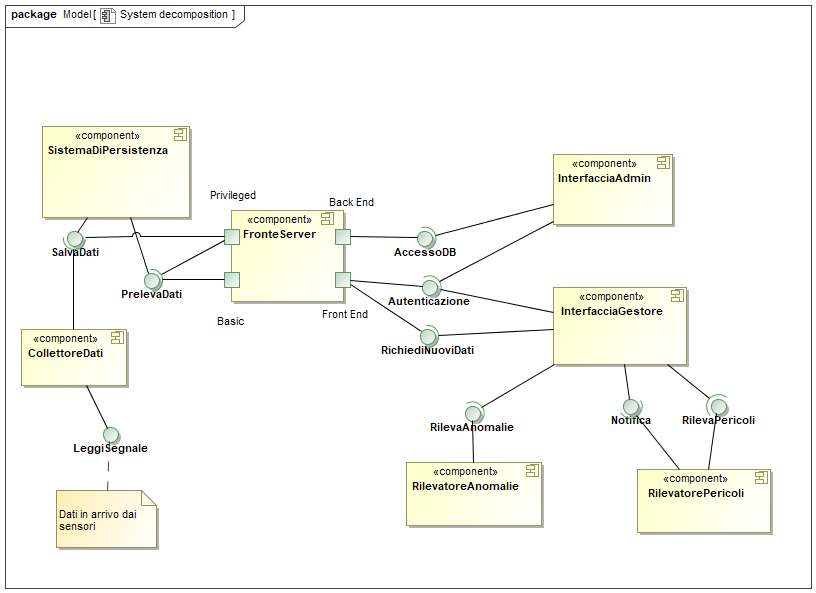 package Model [ System decomposition ]
«component»
SistemaDiPersistenza
«component»
InterfacciaAdmin
Privileged
Back End
«component»
FronteServer
SalvaDati
AccessoDB
PrelevaDati
Autenticazione
«component»
InterfacciaGestore
Basic
Front End
«component»
CollettoreDati
RichiediNuoviDati
RilevaAnomalie
Notifica
RilevaPericoli
LeggiSegnale
«component»
RilevatoreAnomalie
«component»
RilevatorePericoli
Dati in arrivo dai
sensori